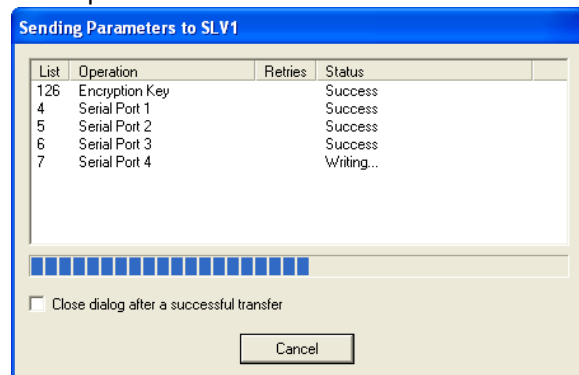 Sending Parameters to SLV1
List Operation Retries Status
126 Encryption Key Success
4 Serial Port 1 Success
5 Serial Port 2 Success
6 Serial Port 3 Success
7 Serial Port 4 Writing...
Close dialog after a successful transfer
Cancel